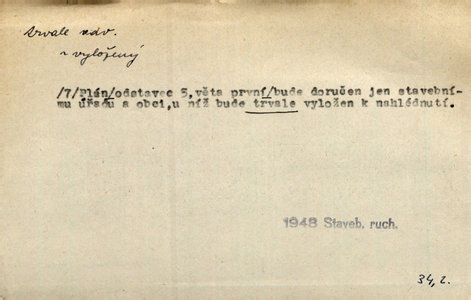 trvale adv.
v vyložený
/7/Plán/odstavec 5,věta první/bude doručen jen stavební-
mu úřadu a obci,u níž bude trvale vyložen k nahlédnutí.
1948 Staveb. ruch.
34,2.